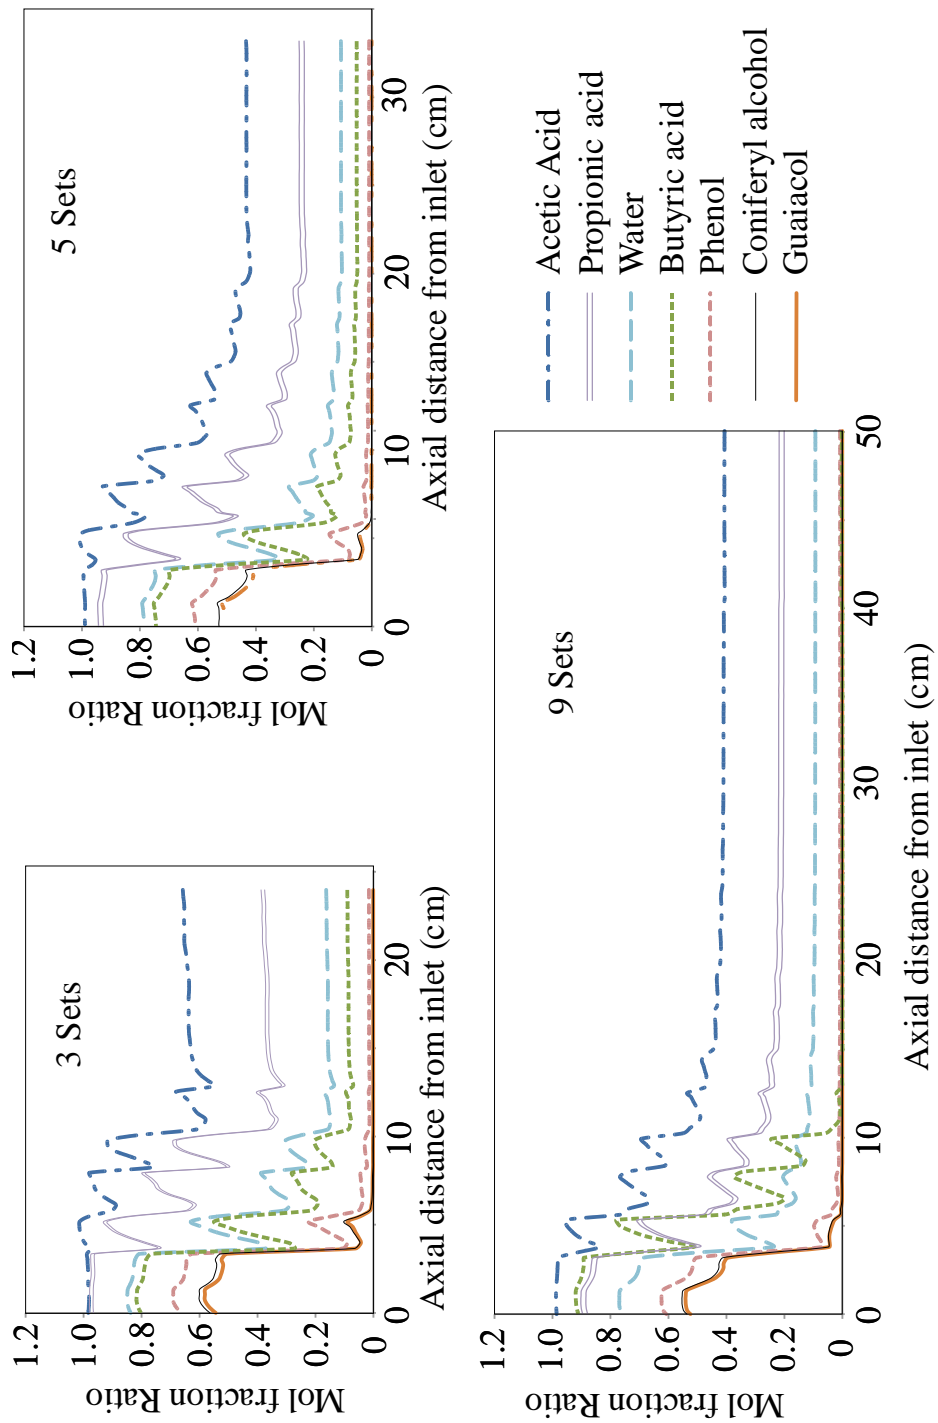 3 Sets
1.2
1.0
0.8
0.6
0.4
0.2
0
Mol fraction Ratio
0
10
20
Axial distance from inlet (cm)
5 Sets
1.2
1.0
0.8
0.6
0.4
0.2
0
Mol fraction Ratio
0
10
20
30
Axial distance from inlet (cm)
9 Sets
1.2
1.0
0.8
0.6
0.4
0.2
0
Mol fraction Ratio
0
10
20
30
40
50
Axial distance from inlet (cm)
Acetic Acid
Propionic acid
Water
Butyric acid
Phenol
Coniferyl alcohol
Guaiacol